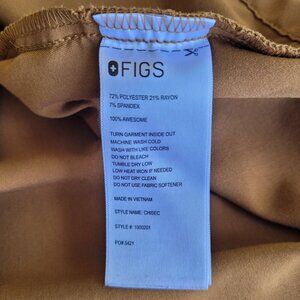 FIGS
72% POLYESTER 21% RAYON
7% SPANDEX
100% AWESOME
TURN GARMENT INSIDE OUT
MACHINE WASH COLD
WASH WITH LIKE COLORS
DO NOT BLEACH
TUMBLE DRY LOW
LOW HEAT IRON IF NEEDED
DO NOT DRY CLEAN
DO NOT USE FABRIC SOFTENER
MADE IN VIETNAM
STYLE NAME: CHISEC
STYLE #: 1000201
PO# 5421